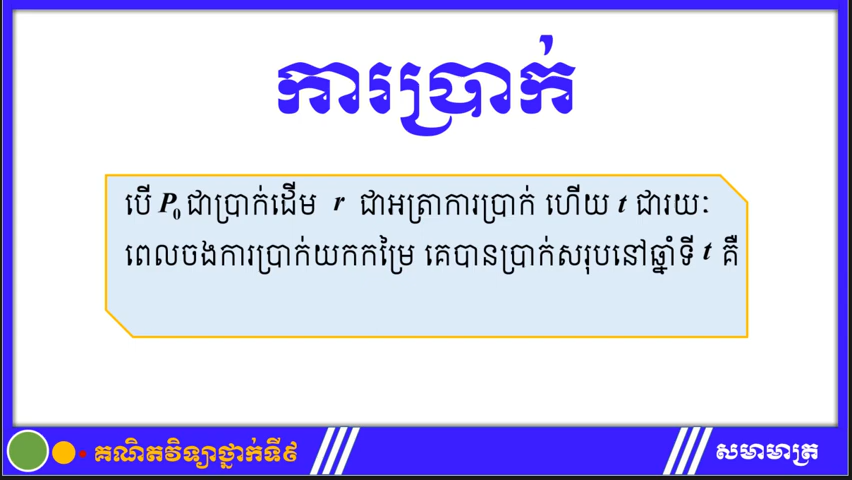 ការប្រាក់
បើ P₀ ជាប្រាក់ដើម r ជាអត្រាការប្រាក់ ហើយ t ជារយៈ
ពេលចងការប្រាក់យកកម្រៃ គេបានប្រាក់សរុបនៅឆ្នាំទី t គឺ
គណិតវិទ្យាថ្នាក់ទី៩
សមាមាត្រ